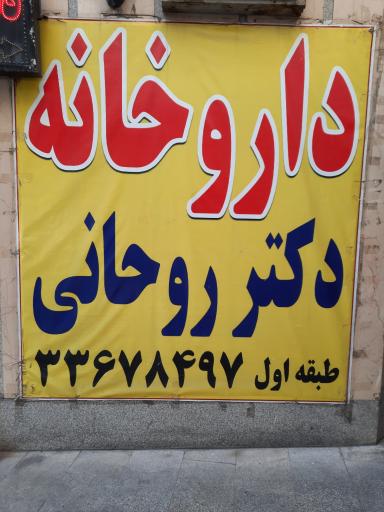 داروخانه
دکتر روحانی
طبقه اول ۳۳۶۷۸۴۹۷